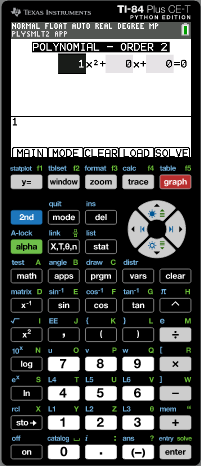 TEXAS INSTRUMENTS TI-84 Plus CE-T
PYTHON EDITION
NORMAL FLOAT AUTO REAL DEGREE MP
PLYSMLT2 APP
POLYNOMIAL - ORDER 2
1x²+ 0x+ 0=0
1
MAIN MODE CLEAR LOAD SOLVE
statplot f1 tblset f2 format f3 calc f4 table f5
y= window zoom trace graph
quit ins
2nd mode del
A-lock link list
alpha X,T,θ,n stat
test A angle B draw C distr
math apps prgm vars clear
matrix D sin⁻¹ E cos⁻¹ F tan⁻¹ G π H
x⁻¹ sin cos tan ^
√ I EE J { K } L e M
x² , ( ) ÷
10ˣ N u O v P w Q [ R
log 7 8 9 ×
eˣ S L4 T L5 U L6 V ] W
ln 4 5 6 −
rcl X L1 Y L2 Z L3 θ mem "
sto→ 1 2 3 +
off catalog ⎵ i : ans ? entry solve
on 0 . (−) enter